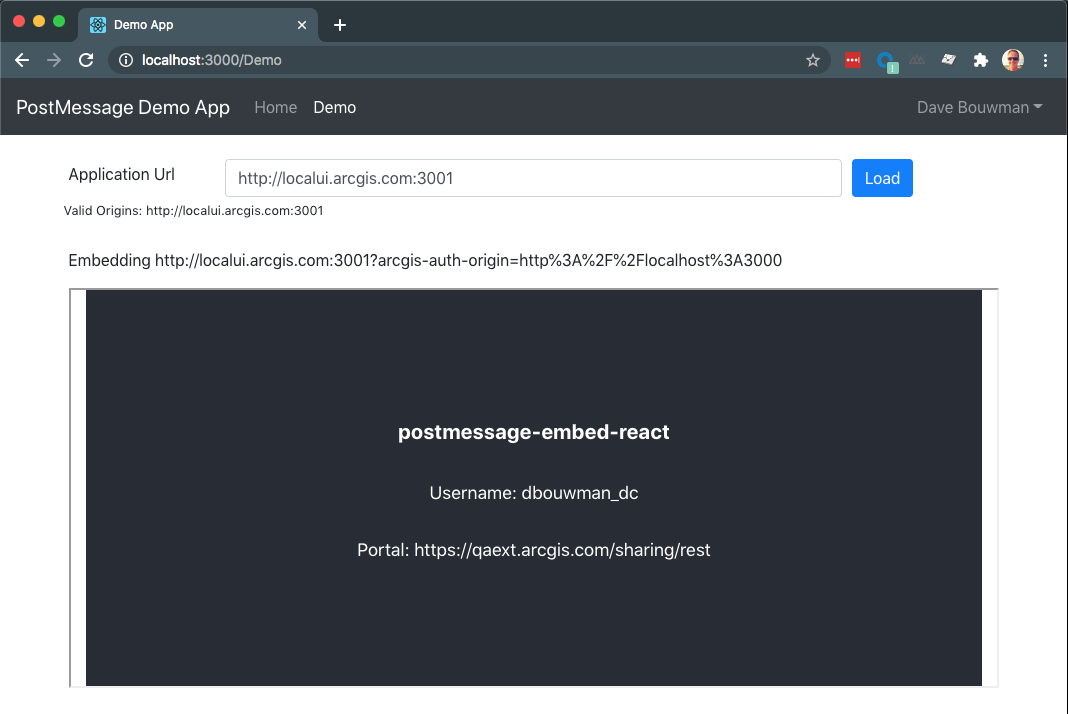 Demo App
localhost:3000/Demo
PostMessage Demo App Home Demo Dave Bouwman
Application Url http://localui.arcgis.com:3001 Load
Valid Origins: http://localui.arcgis.com:3001
Embedding http://localui.arcgis.com:3001?arcgis-auth-origin=http%3A%2F%2Flocalhost%3A3000
postmessage-embed-react
Username: dbouwman_dc
Portal: https://qaext.arcgis.com/sharing/rest